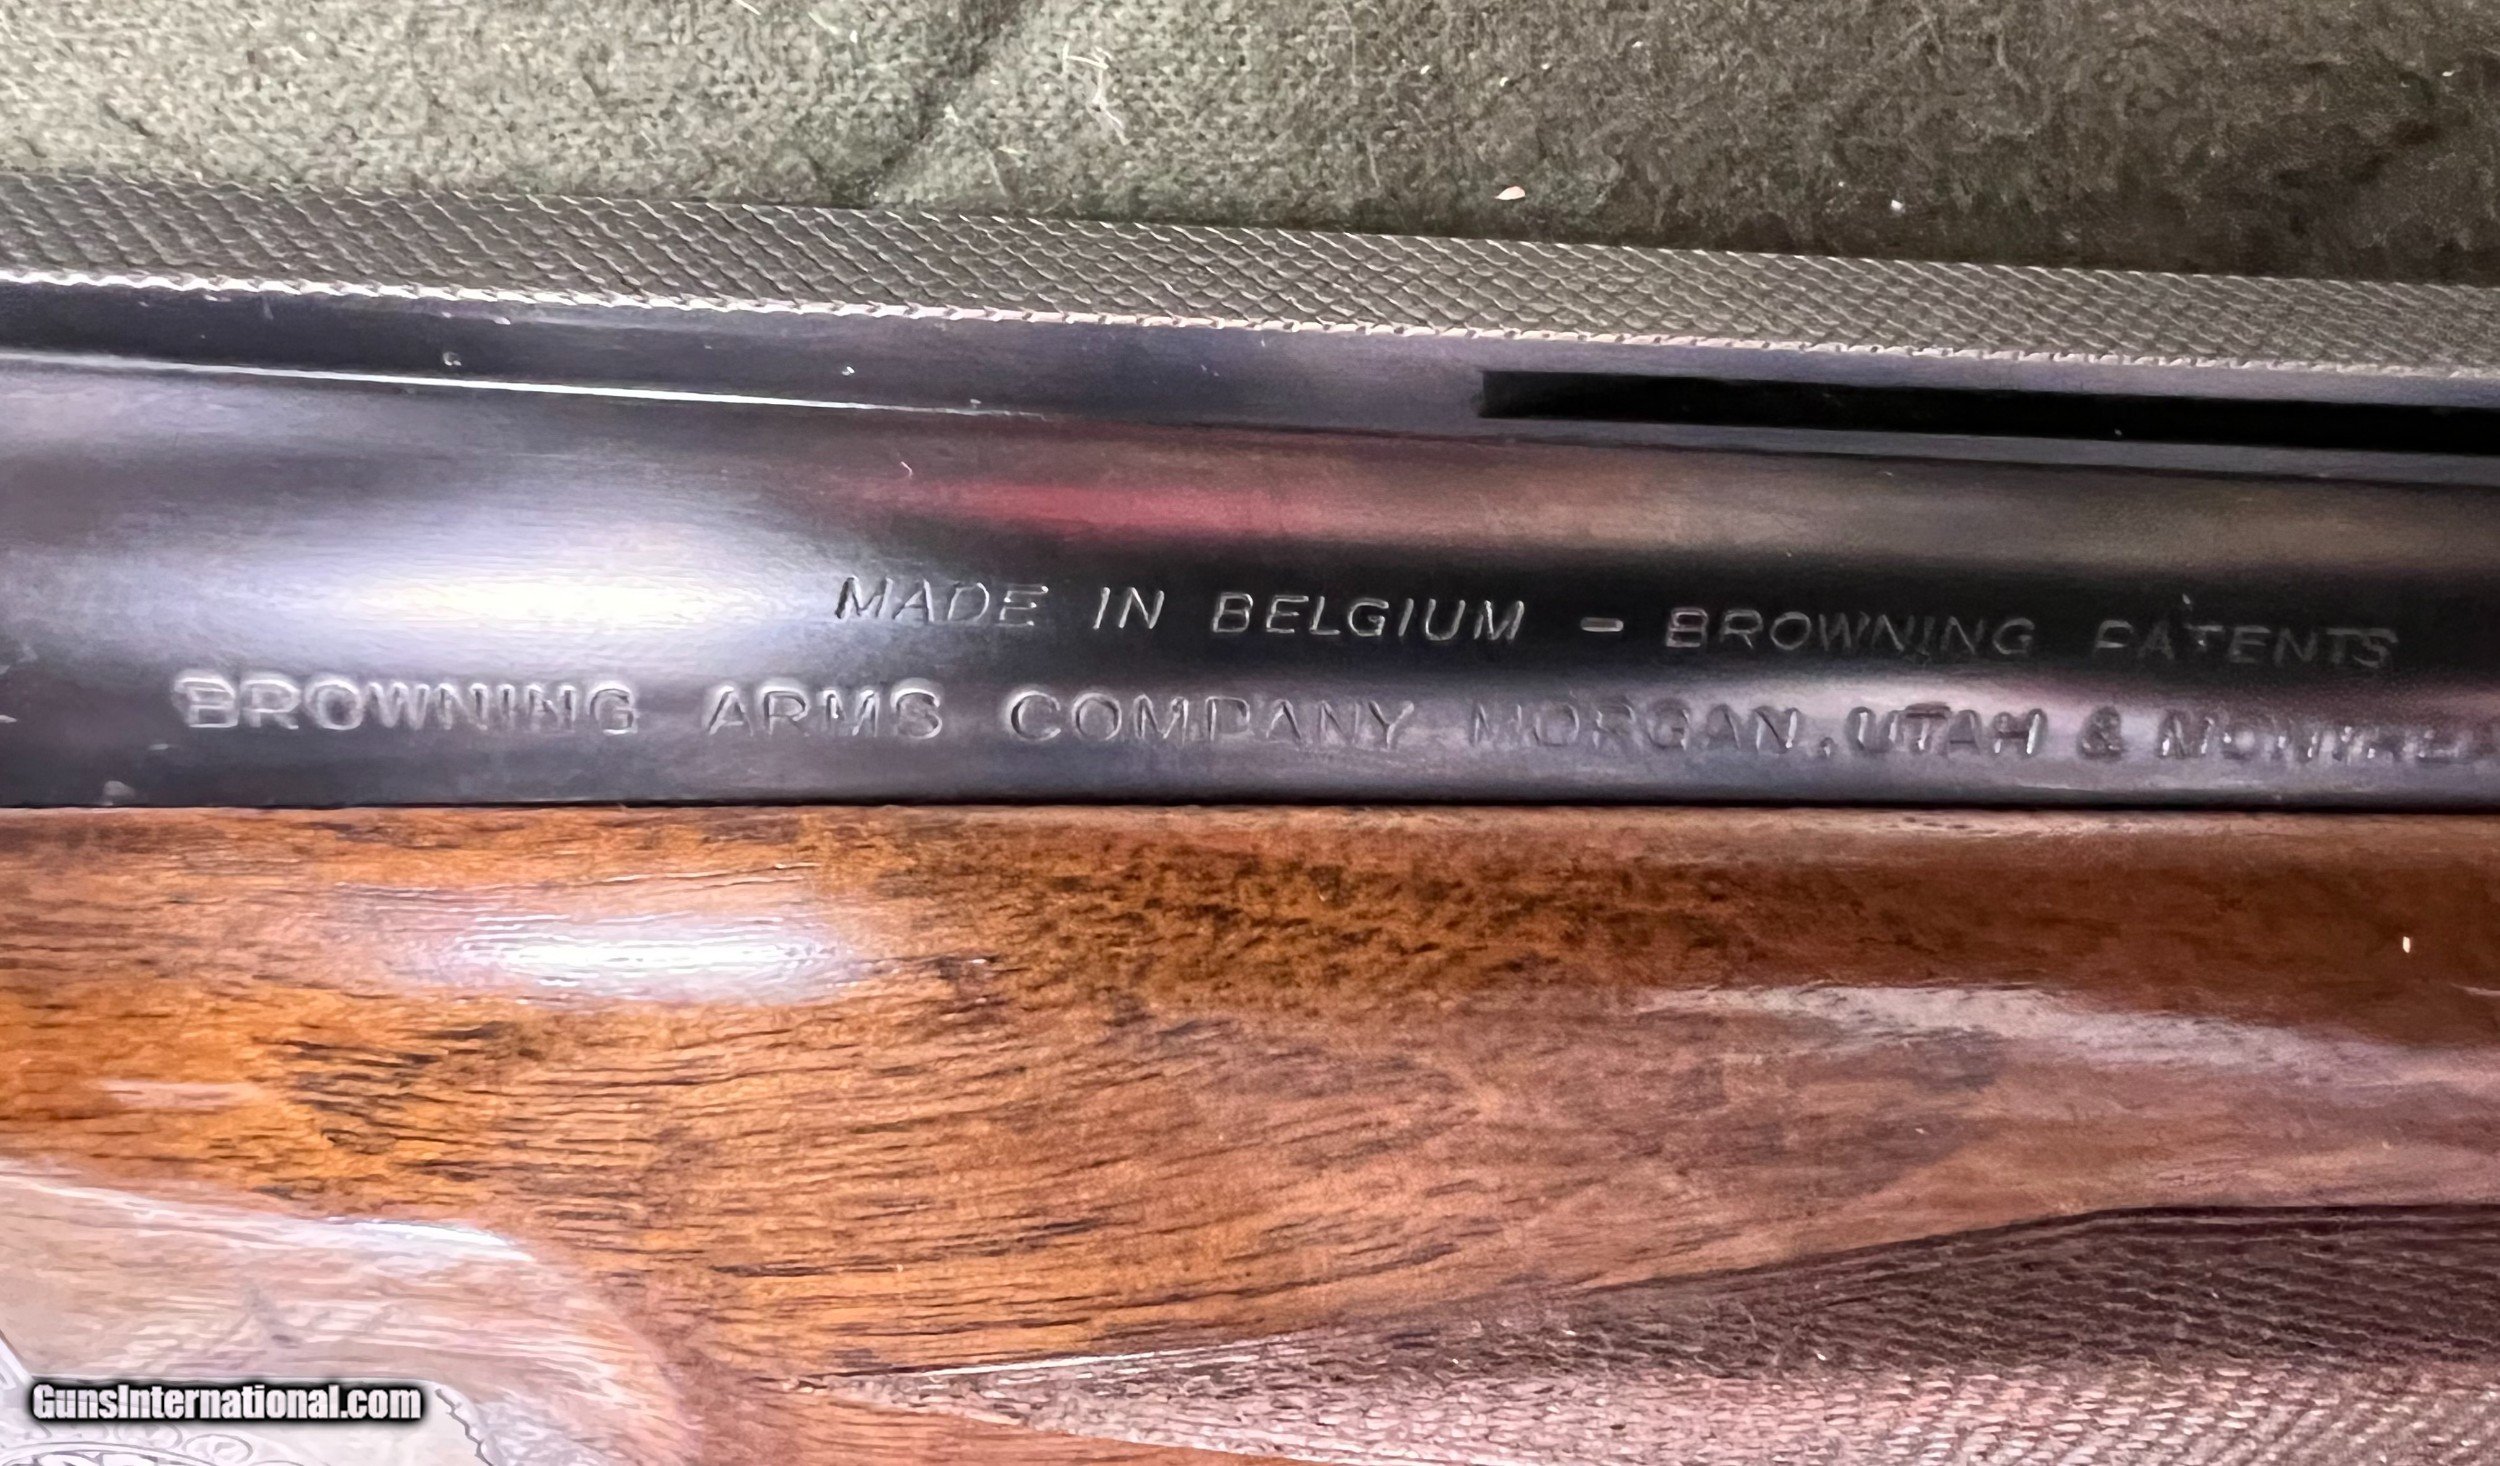 MADE IN BELGIUM - BROWNING PATENTS
BROWNING ARMS COMPANY MORGAN, UTAH &
GunsInternational.com